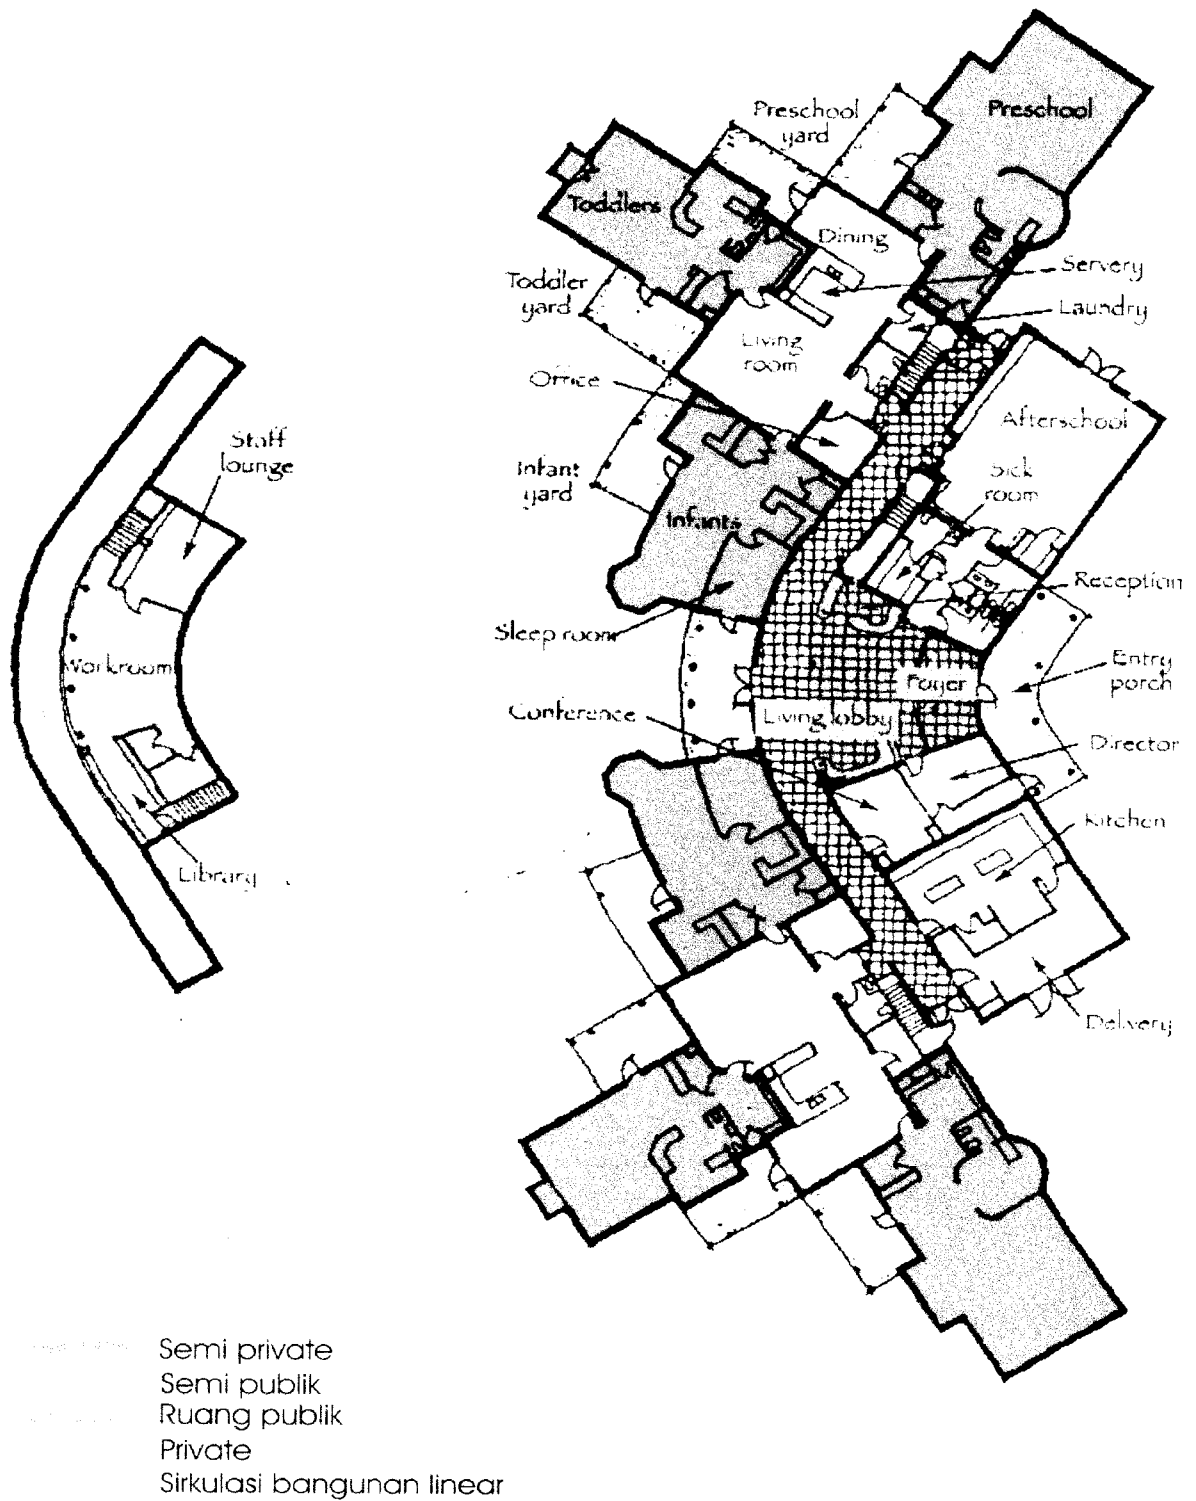 Preschool
yard
Preschool
Toddlers
Dining
Servery
Toddler
yard
Laundry
Living
room
Office
Afterschool
Staff
lounge
Sick
room
Infant
yard
Infants
Reception
Sleep room
Workroom
Foyer
Entry
porch
Conference
Living lobby
Director
Kitchen
Library
Delivery
Semi private
Semi publik
Ruang publik
Private
Sirkulasi bangunan linear